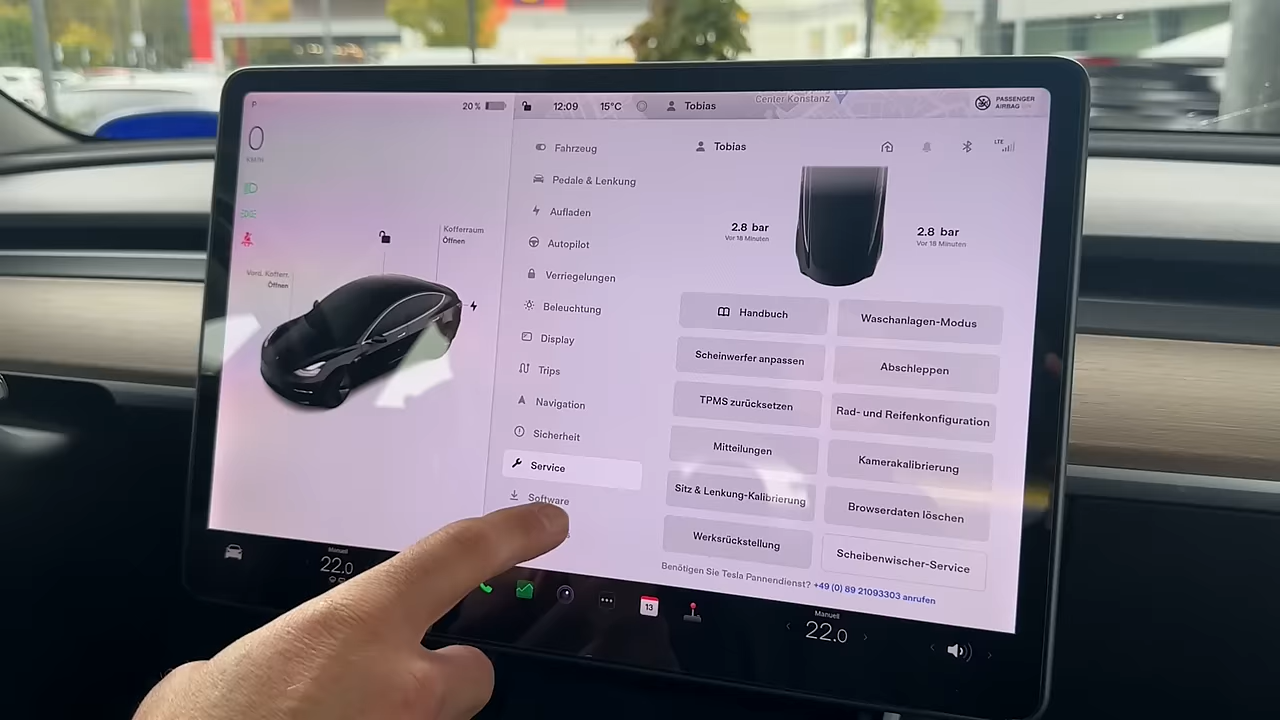 P
20 %
12:09
15°C
Tobias
Center Konstanz
PASSENGER
AIRBAG
0
Kofferraum
Öffnen
Vord. Kofferr.
Öffnen
Fahrzeug
Pedale & Lenkung
Aufladen
Autopilot
Verriegelungen
Beleuchtung
Display
Trips
Navigation
Sicherheit
Service
Software
Tobias
LTE
2.8 bar
Vor 18 Minuten
2.8 bar
Vor 18 Minuten
Handbuch
Waschanlagen-Modus
Scheinwerfer anpassen
Abschleppen
TPMS zurücksetzen
Rad- und Reifenkonfiguration
Mitteilungen
Kamerakalibrierung
Sitz & Lenkung-Kalibrierung
Browserdaten löschen
Werksrückstellung
Scheibenwischer-Service
Benötigen Sie Tesla Pannendienst? +49 (0) 89 21093303 anrufen
Manuell
22.0
13
Manuell
22.0